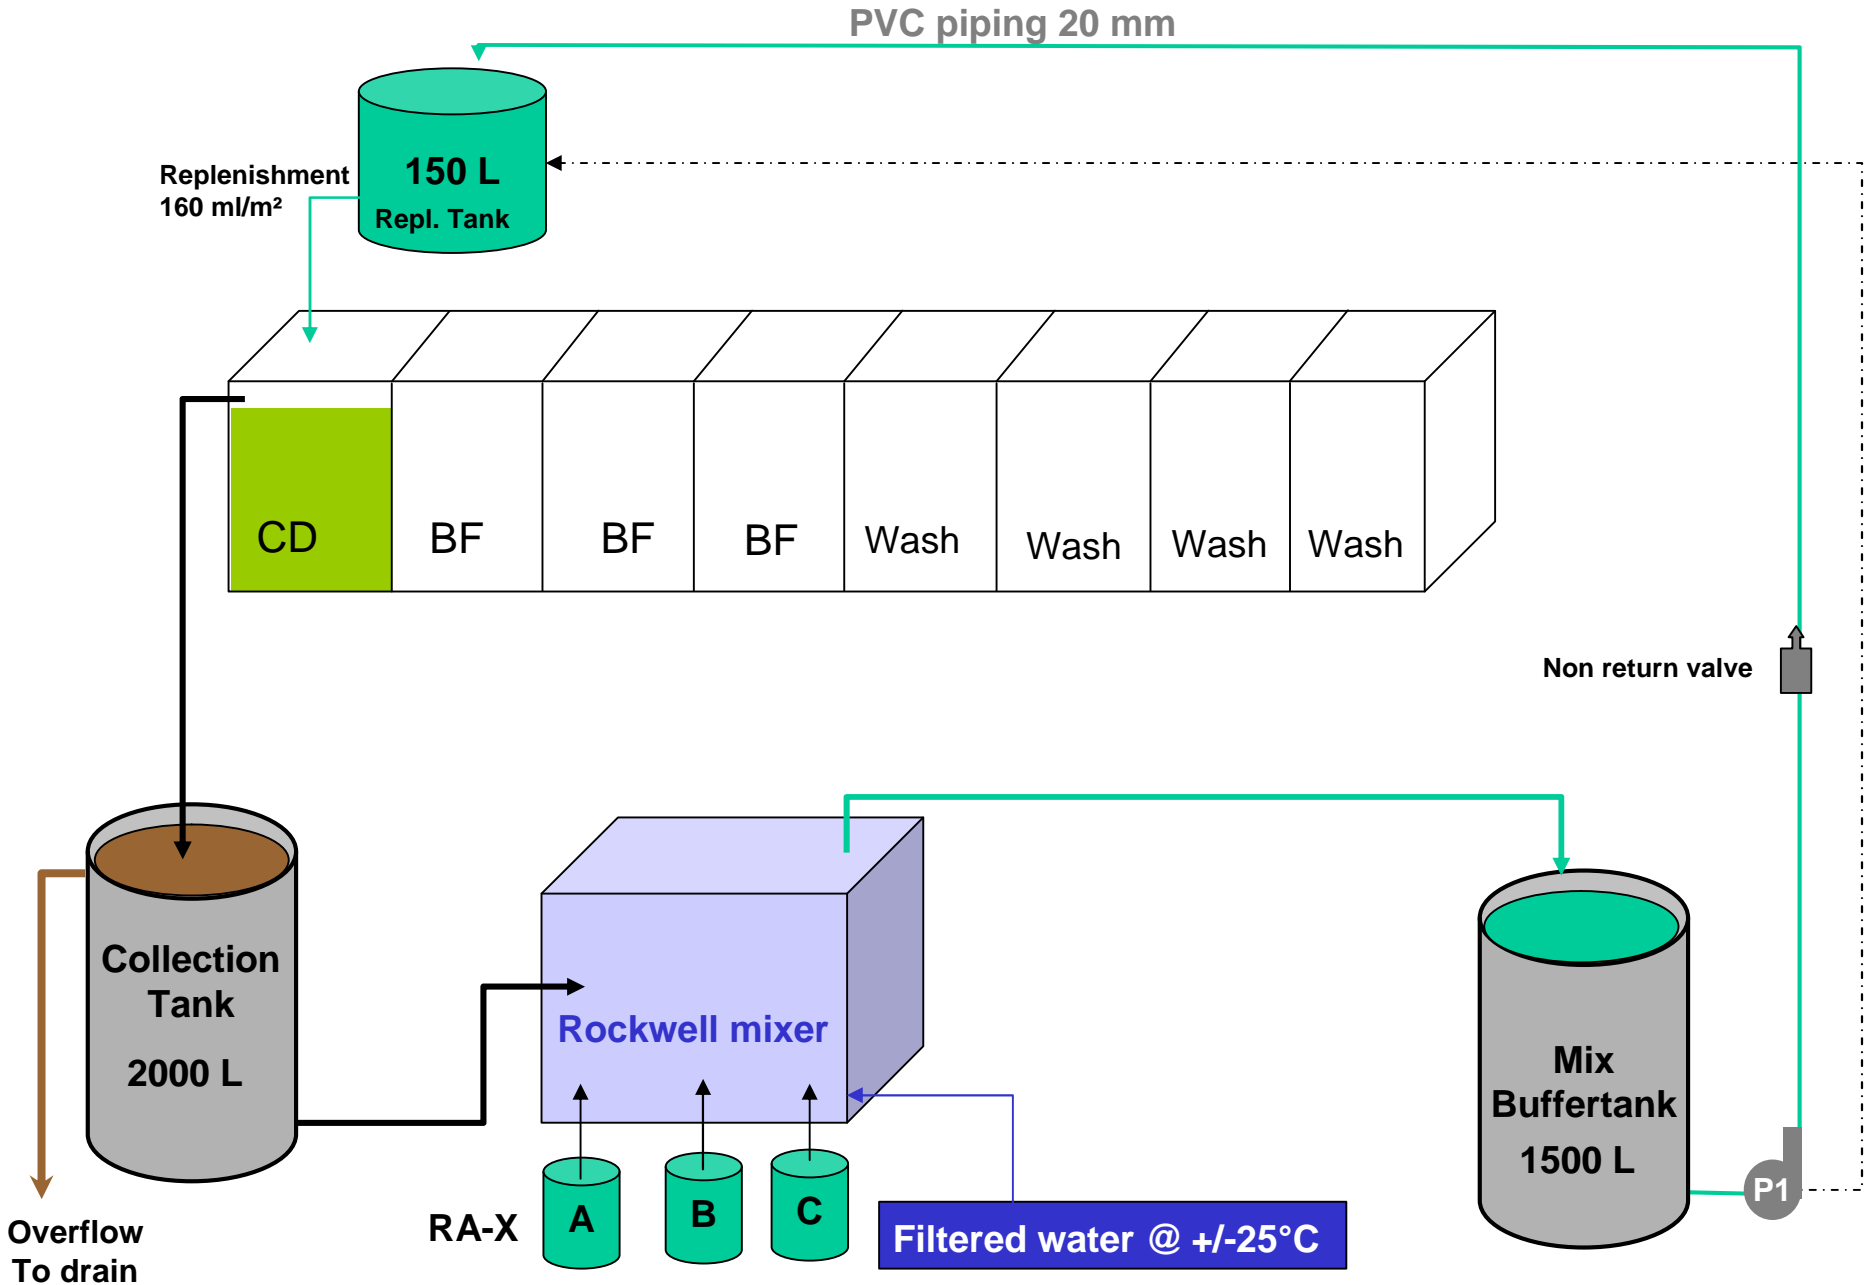 PVC piping 20 mm
150 L
Repl. Tank
Replenishment
160 ml/m²
CD
BF
BF
BF
Wash
Wash
Wash
Wash
Non return valve
Collection
Tank
2000 L
Rockwell mixer
Mix
Buffertank
1500 L
P1
RA-X
A
B
C
Filtered water @ +/-25°C
Overflow
To drain